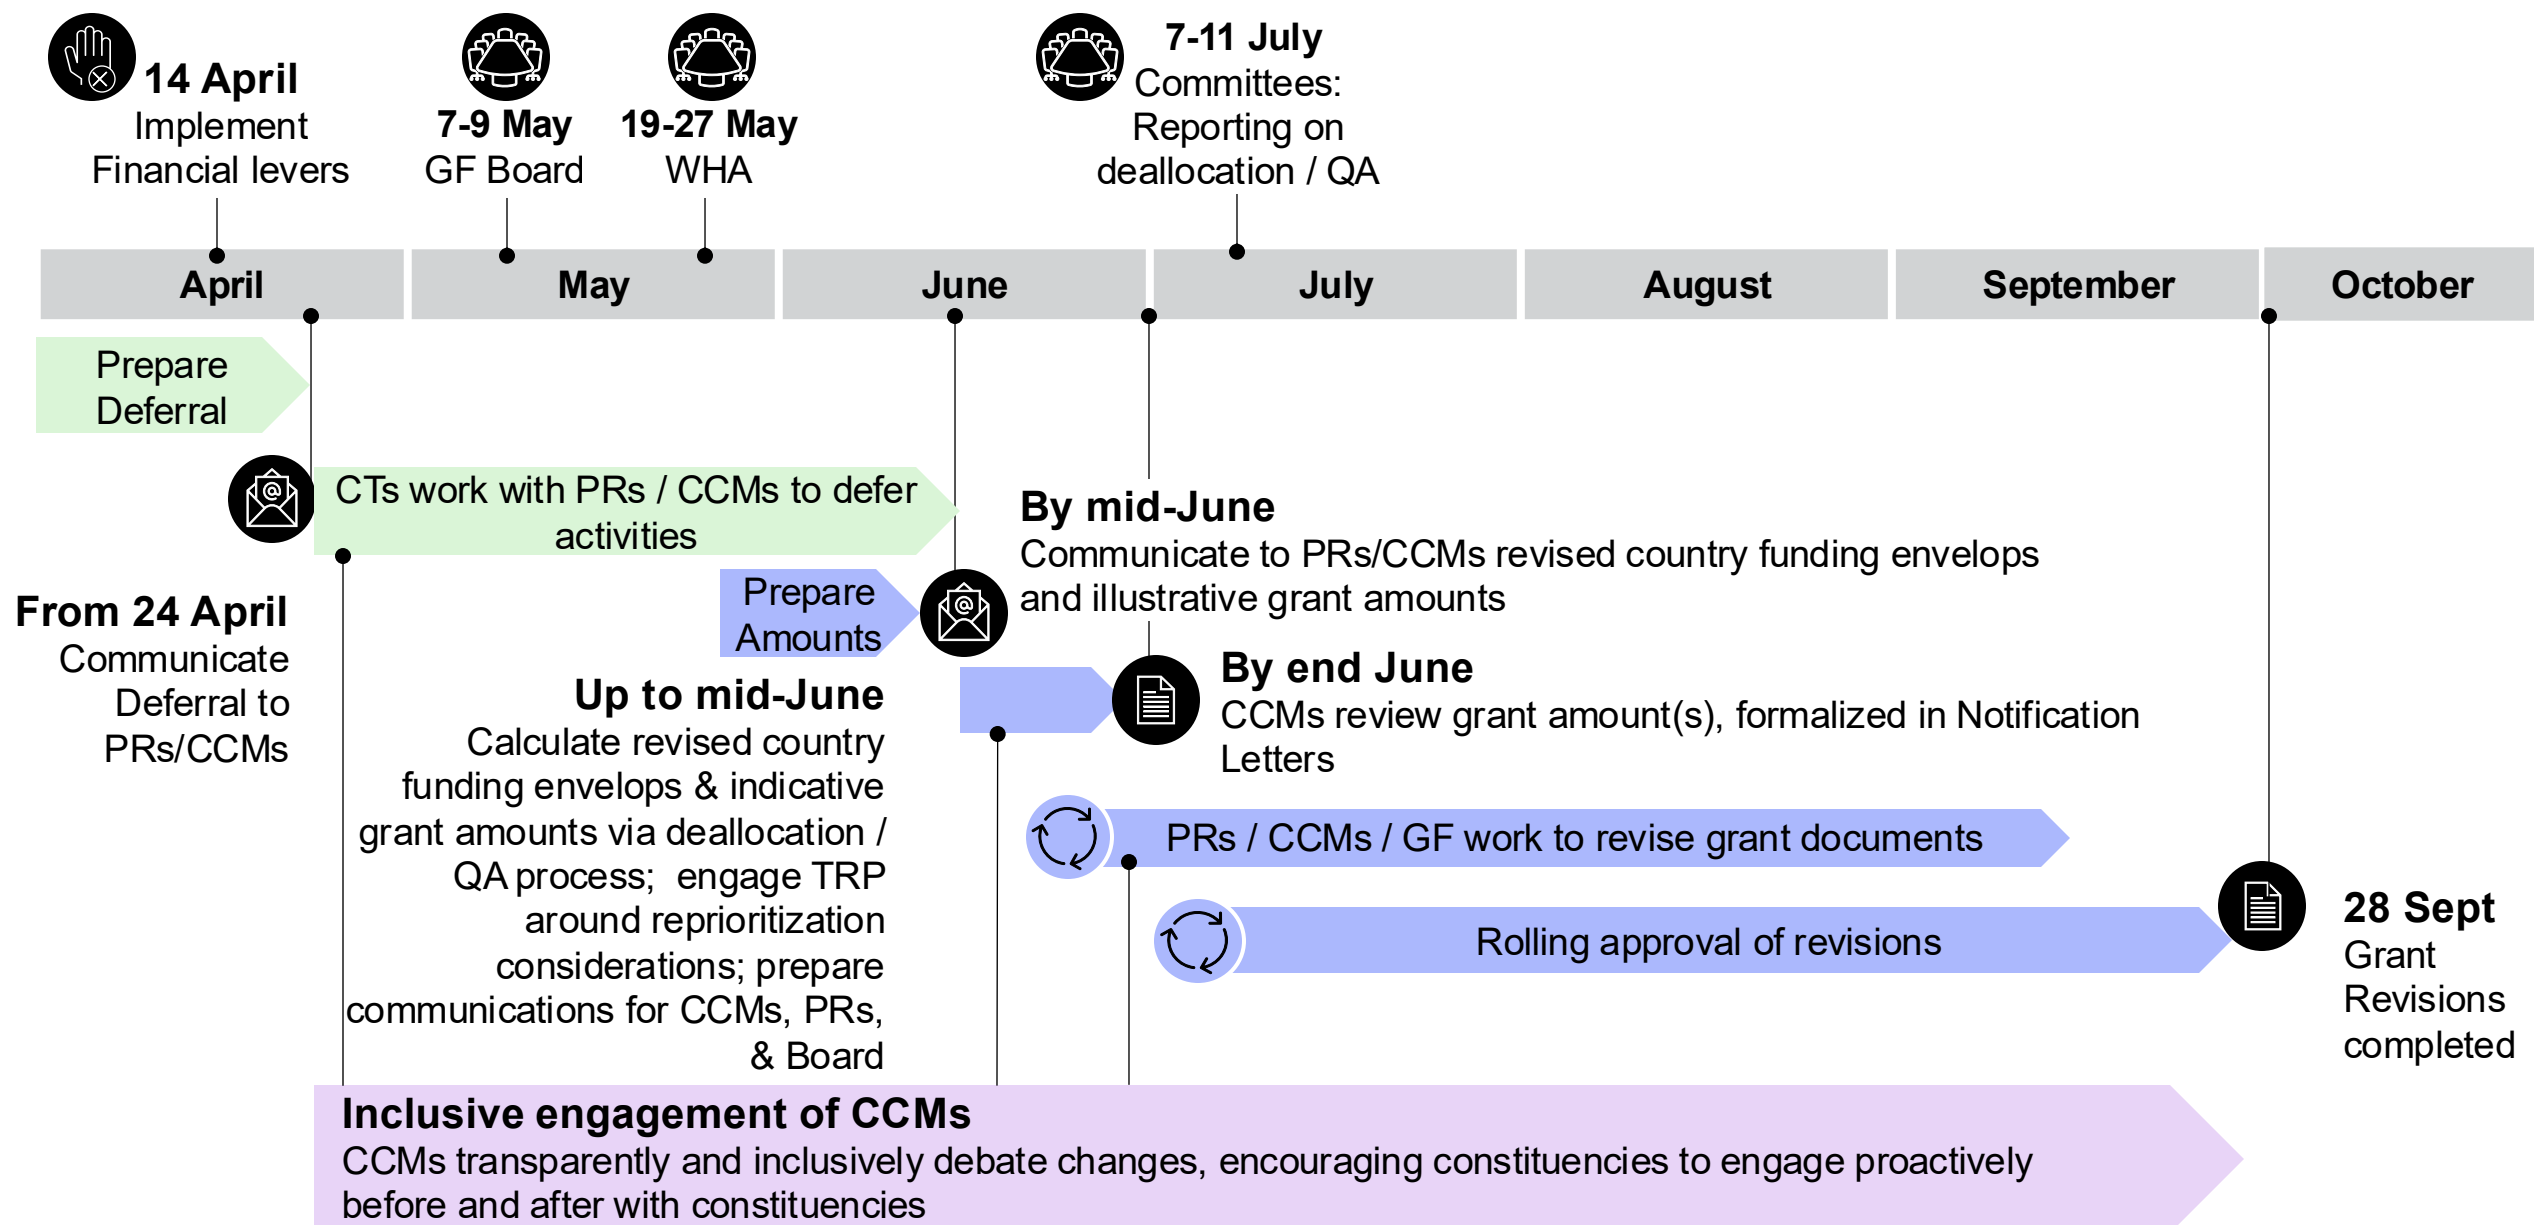 14 April
Implement
Financial levers
7-9 May
GF Board
19-27 May
WHA
7-11 July
Committees:
Reporting on
deallocation / QA
April
May
June
July
August
September
October
Prepare
Deferral
CTs work with PRs / CCMs to defer
activities
From 24 April
Communicate
Deferral to
PRs/CCMs
Prepare
Amounts
By mid-June
Communicate to PRs/CCMs revised country funding envelops
and illustrative grant amounts
Up to mid-June
Calculate revised country
funding envelops & indicative
grant amounts via deallocation /
QA process;  engage TRP
around reprioritization
considerations; prepare
communications for CCMs, PRs,
& Board
By end June
CCMs review grant amount(s), formalized in Notification
Letters
PRs / CCMs / GF work to revise grant documents
Rolling approval of revisions
28 Sept
Grant
Revisions
completed
Inclusive engagement of CCMs
CCMs transparently and inclusively debate changes, encouraging constituencies to engage proactively
before and after with constituencies